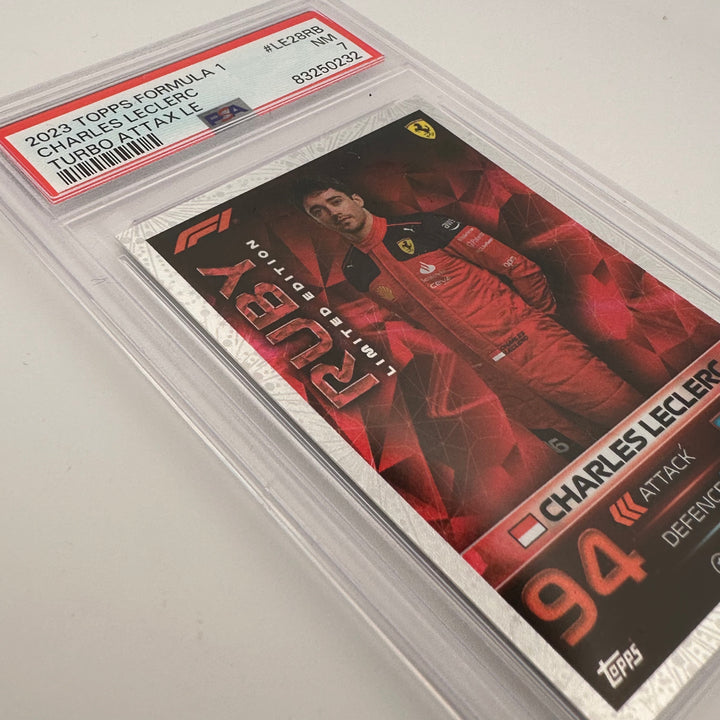 2023 TOPPS FORMULA 1 #LE28RB
CHARLES LECLERC NM 7
TURBO ATTAX LE 83250232
PSA
F1
RUBY
LIMITED EDITION
CHARLES LECLERC
94
ATTACK
DEFENCE
topps